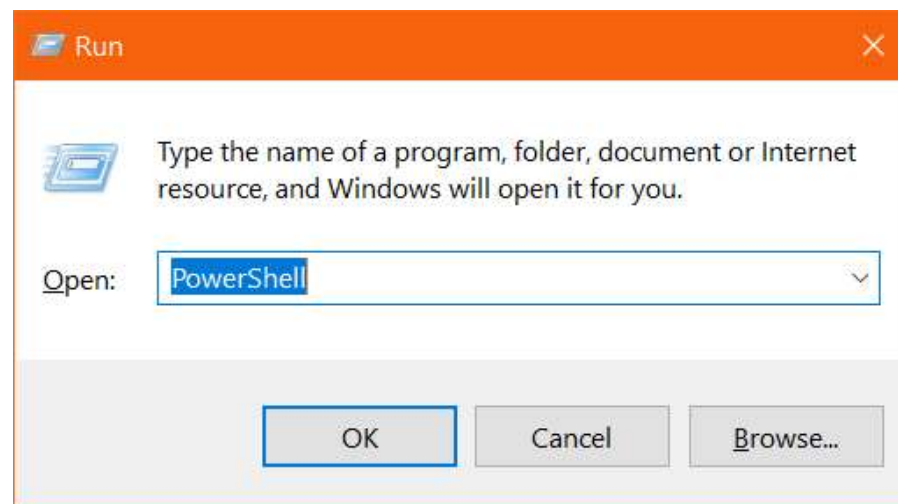 Run
Type the name of a program, folder, document or Internet
resource, and Windows will open it for you.
Open: PowerShell
OK Cancel Browse...